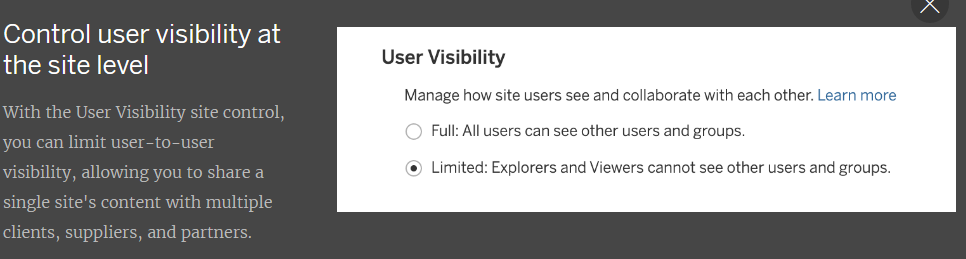 Control user visibility at
the site level
With the User Visibility site control,
you can limit user-to-user
visibility, allowing you to share a
single site's content with multiple
clients, suppliers, and partners.
User Visibility
Manage how site users see and collaborate with each other. Learn more
Full: All users can see other users and groups.
Limited: Explorers and Viewers cannot see other users and groups.